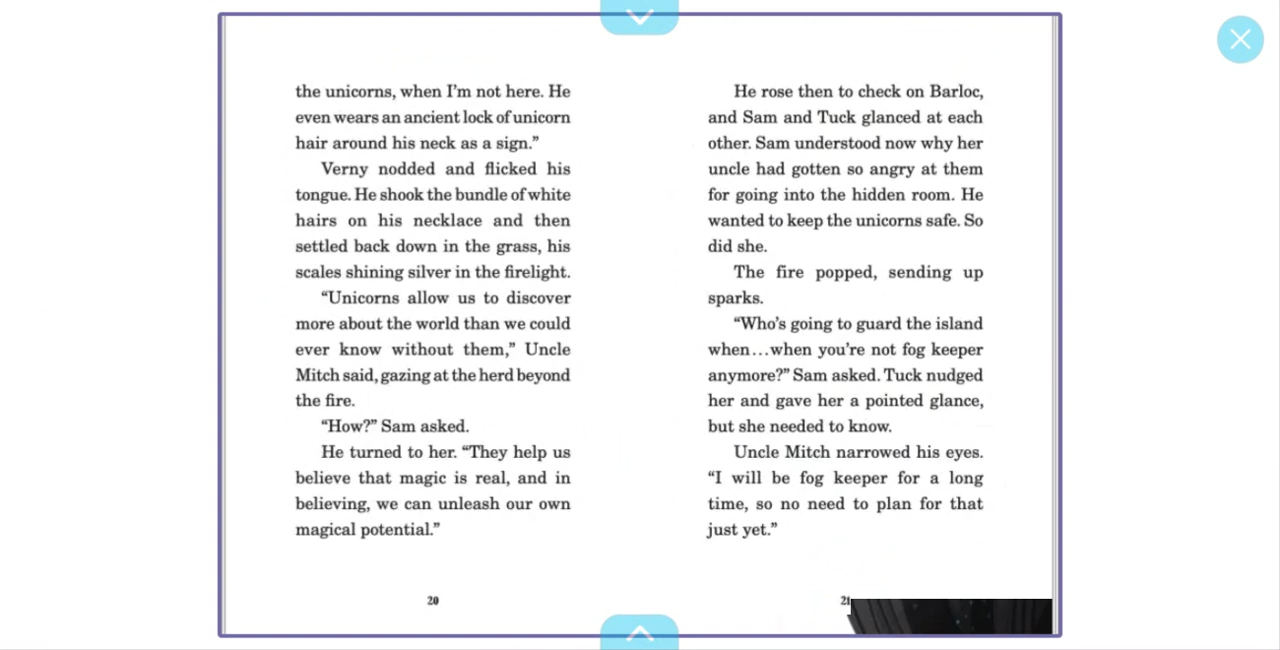 the unicorns, when I’m not here. He
even wears an ancient lock of unicorn
hair around his neck as a sign.”
Verny nodded and flicked his
tongue. He shook the bundle of white
hairs on his necklace and then
settled back down in the grass, his
scales shining silver in the firelight.
“Unicorns allow us to discover
more about the world than we could
ever know without them,” Uncle
Mitch said, gazing at the herd beyond
the fire.
“How?” Sam asked.
He turned to her. “They help us
believe that magic is real, and in
believing, we can unleash our own
magical potential.”
20
He rose then to check on Barloc,
and Sam and Tuck glanced at each
other. Sam understood now why her
uncle had gotten so angry at them
for going into the hidden room. He
wanted to keep the unicorns safe. So
did she.
The fire popped, sending up
sparks.
“Who’s going to guard the island
when...when you’re not fog keeper
anymore?” Sam asked. Tuck nudged
her and gave her a pointed glance,
but she needed to know.
Uncle Mitch narrowed his eyes.
“I will be fog keeper for a long
time, so no need to plan for that
just yet.”
21